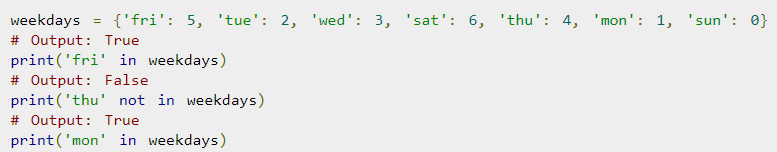 weekdays = {'fri': 5, 'tue': 2, 'wed': 3, 'sat': 6, 'thu': 4, 'mon': 1, 'sun': 0}
# Output: True
print('fri' in weekdays)
# Output: False
print('thu' not in weekdays)
# Output: True
print('mon' in weekdays)